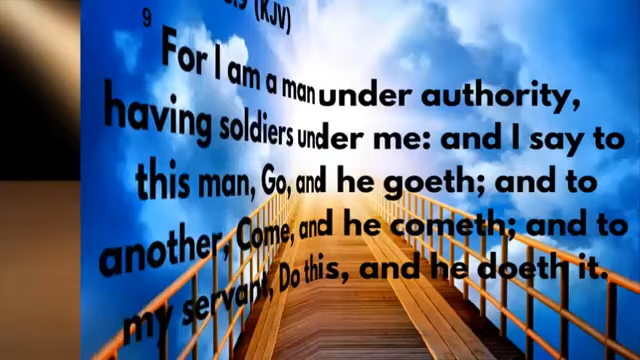 (KJV)
9
For I am a man under authority,
having soldiers under me: and I say to
this man, Go, and he goeth; and to
another, Come, and he cometh; and to
my servant, Do this, and he doeth it.